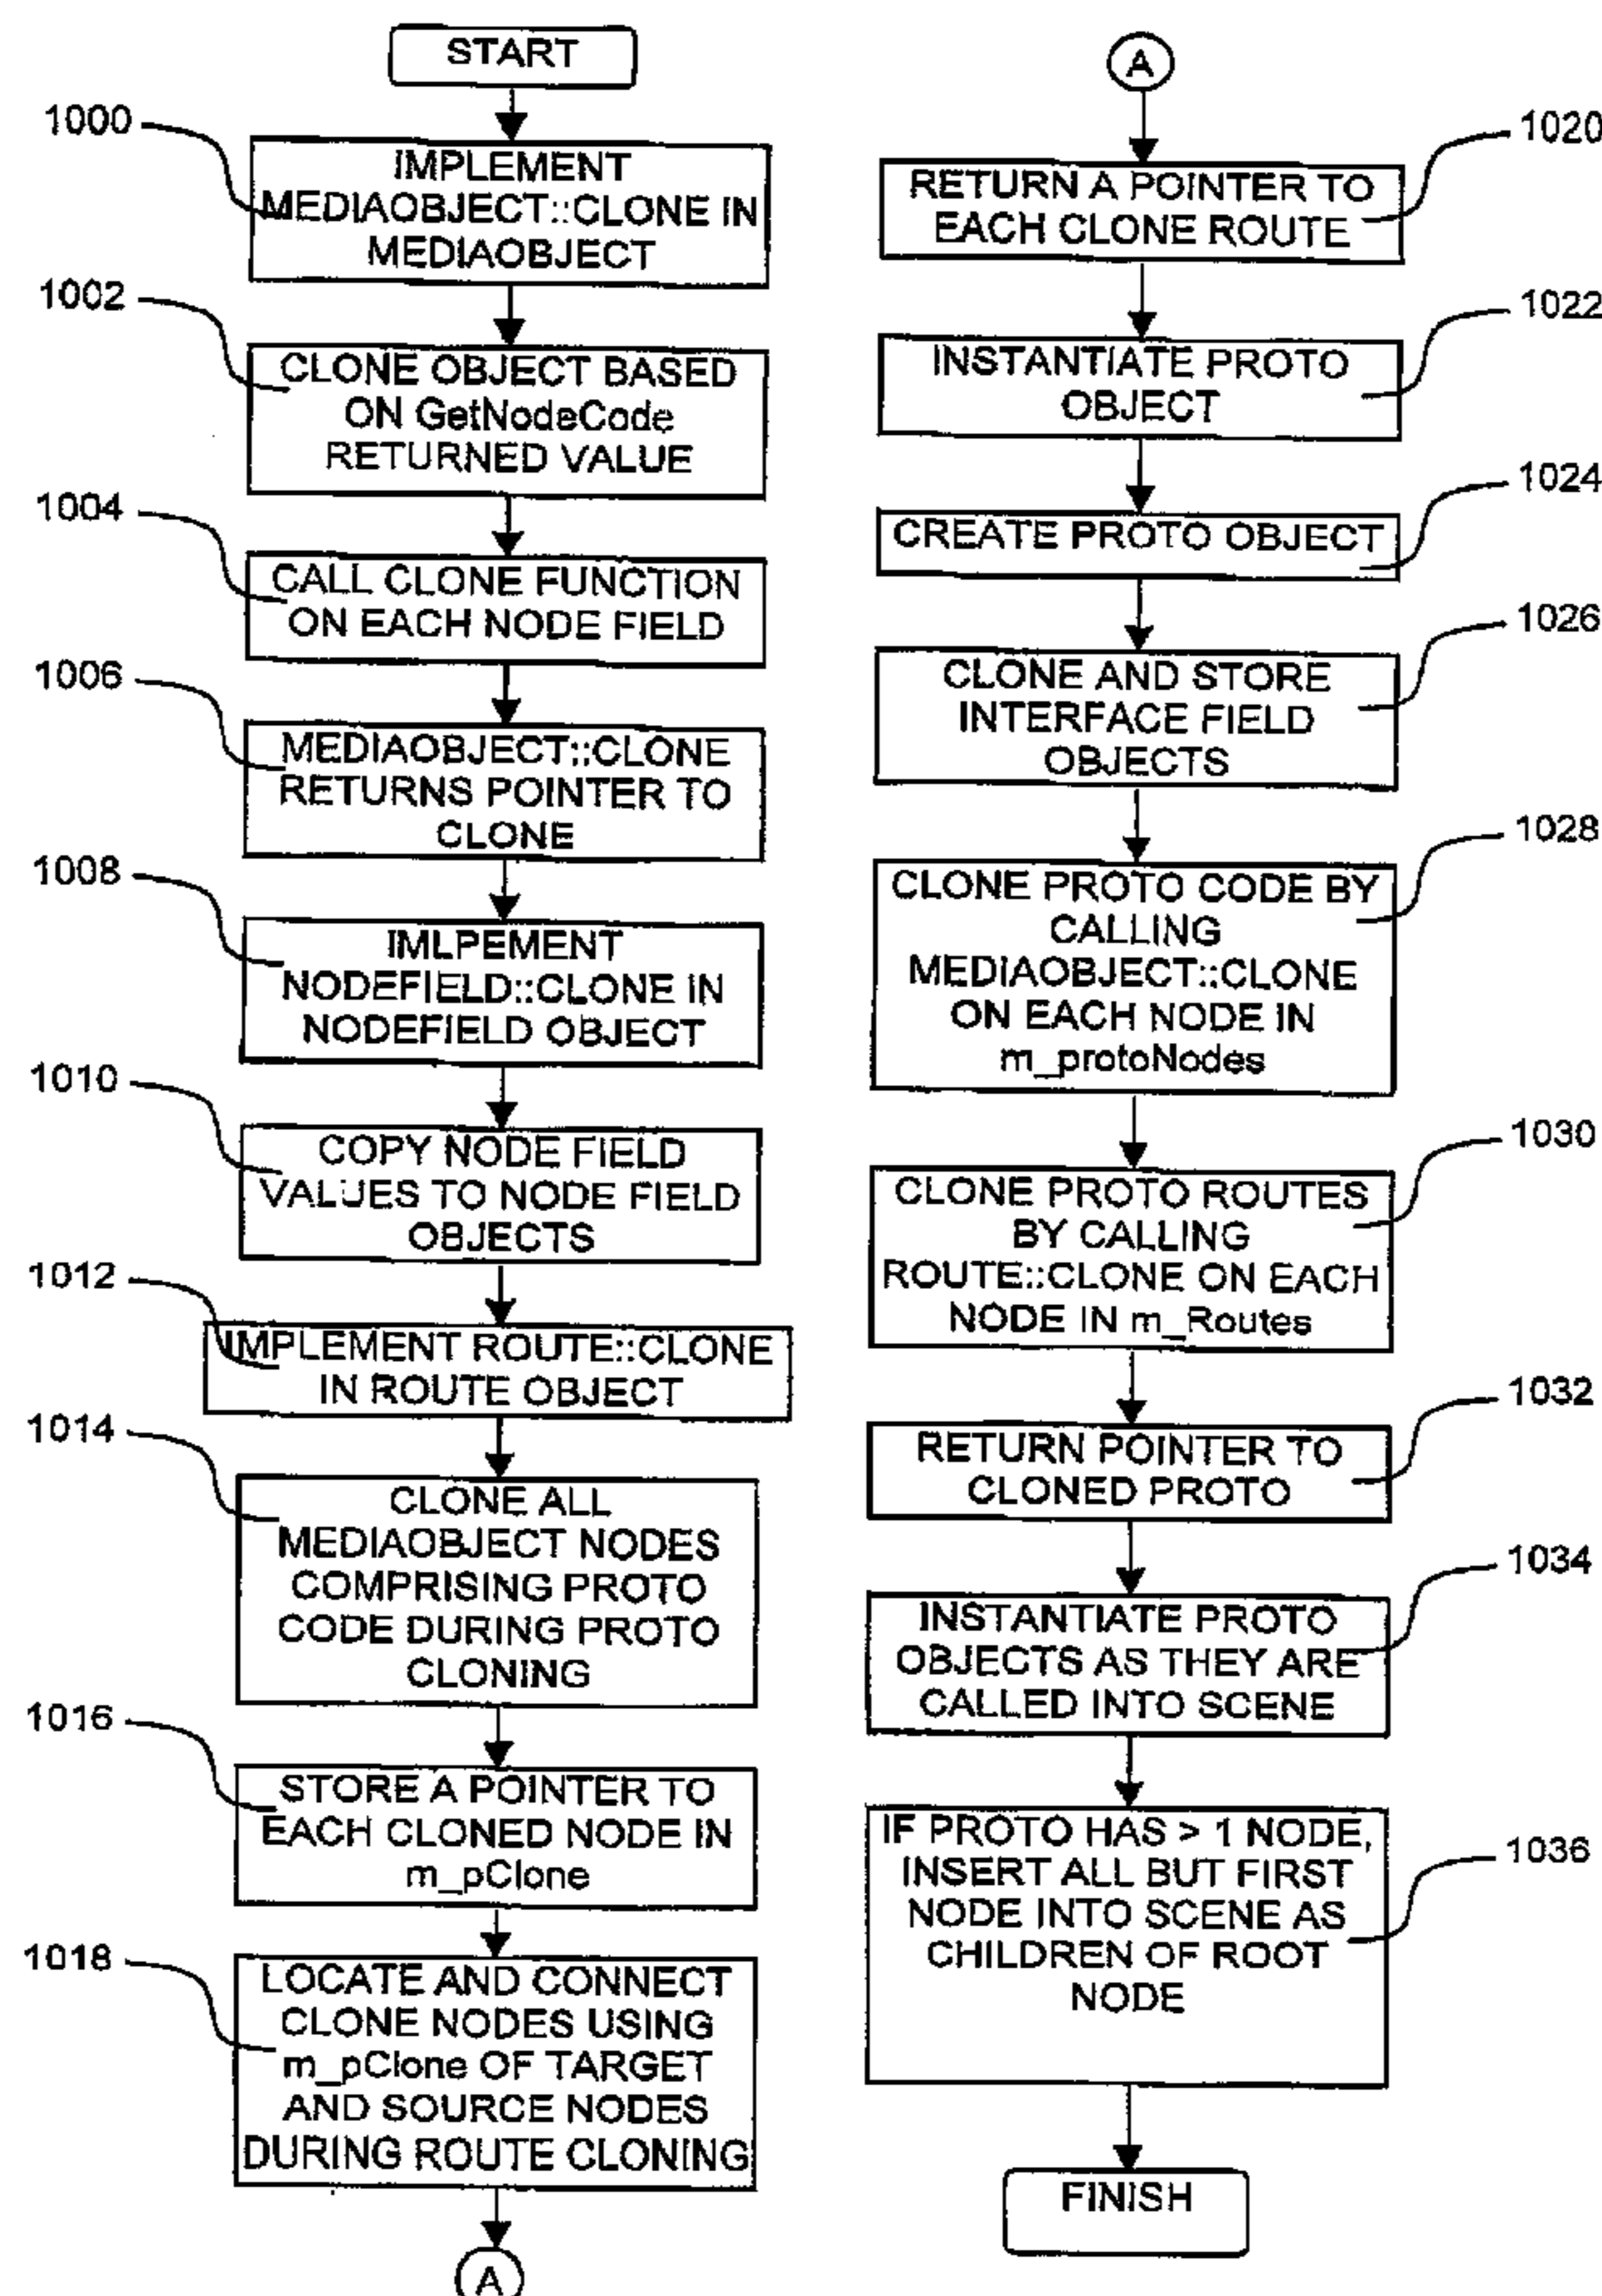 START
1000
IMPLEMENT
MEDIAOBJECT::CLONE IN
MEDIAOBJECT
1002
CLONE OBJECT BASED
ON GetNodeCode
RETURNED VALUE
1004
CALL CLONE FUNCTION
ON EACH NODE FIELD
1006
MEDIAOBJECT::CLONE
RETURNS POINTER TO
CLONE
1008
IMLPEMENT
NODEFIELD::CLONE IN
NODEFIELD OBJECT
1010
COPY NODE FIELD
VALUES TO NODE FIELD
OBJECTS
1012
IMPLEMENT ROUTE::CLONE
IN ROUTE OBJECT
1014
CLONE ALL
MEDIAOBJECT NODES
COMPRISING PROTO
CODE DURING PROTO
CLONING
1016
STORE A POINTER TO
EACH CLONED NODE IN
m_pClone
1018
LOCATE AND CONNECT
CLONE NODES USING
m_pClone OF TARGET
AND SOURCE NODES
DURING ROUTE CLONING
A
A
1020
RETURN A POINTER TO
EACH CLONE ROUTE
1022
INSTANTIATE PROTO
OBJECT
1024
CREATE PROTO OBJECT
1026
CLONE AND STORE
INTERFACE FIELD
OBJECTS
1028
CLONE PROTO CODE BY
CALLING
MEDIAOBJECT::CLONE
ON EACH NODE IN
m_protoNodes
1030
CLONE PROTO ROUTES
BY CALLING
ROUTE::CLONE ON EACH
NODE IN m_Routes
1032
RETURN POINTER TO
CLONED PROTO
1034
INSTANTIATE PROTO
OBJECTS AS THEY ARE
CALLED INTO SCENE
1036
IF PROTO HAS > 1 NODE,
INSERT ALL BUT FIRST
NODE INTO SCENE AS
CHILDREN OF ROOT
NODE
FINISH